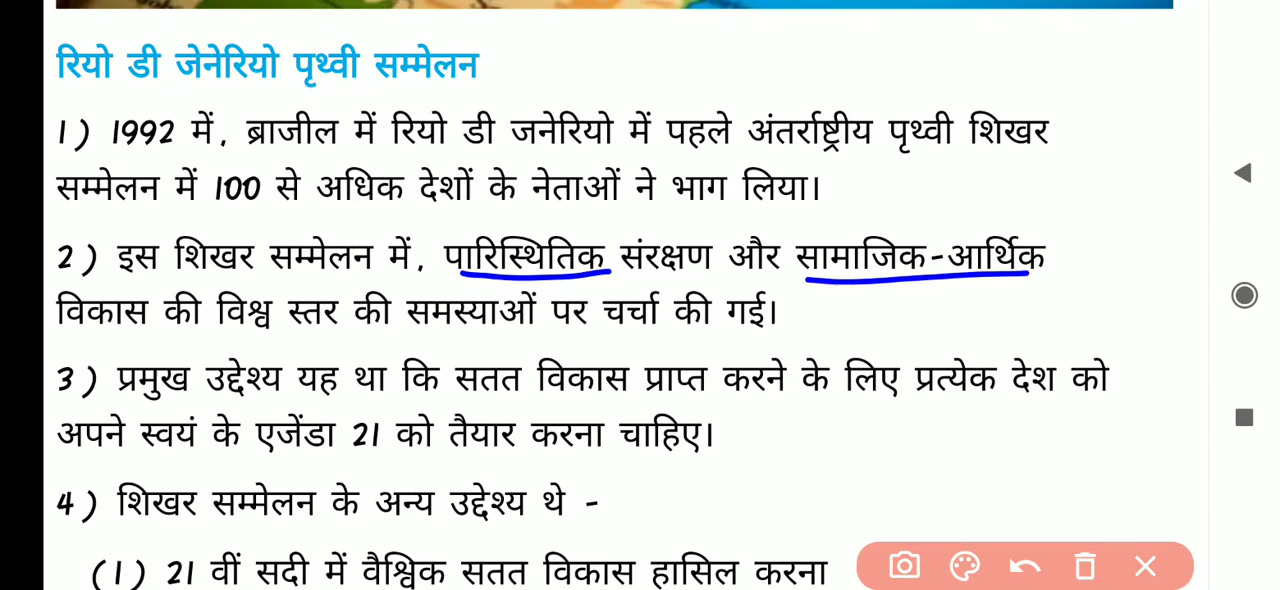 रियो डी जेनेरियो पृथ्वी सम्मेलन
1) 1992 में, ब्राजील में रियो डी जनेरियो में पहले अंतर्राष्ट्रीय पृथ्वी शिखर
सम्मेलन में 100 से अधिक देशों के नेताओं ने भाग लिया।
2) इस शिखर सम्मेलन में, पारिस्थितिक संरक्षण और सामाजिक-आर्थिक
विकास की विश्व स्तर की समस्याओं पर चर्चा की गई।
3) प्रमुख उद्देश्य यह था कि सतत विकास प्राप्त करने के लिए प्रत्येक देश को
अपने स्वयं के एजेंडा 21 को तैयार करना चाहिए।
4) शिखर सम्मेलन के अन्य उद्देश्य थे -
(1) 21 वीं सदी में वैश्विक सतत विकास हासिल करना